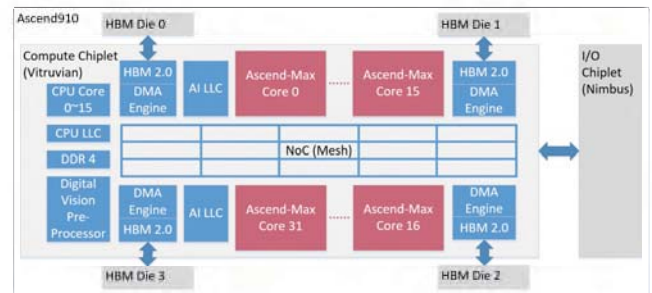 Ascend910
HBM Die 0
HBM Die 1
Compute Chiplet
(Vitruvian)
I/O
Chiplet
(Nimbus)
CPU Core
0~15
HBM 2.0
DMA
Engine
AI LLC
Ascend-Max
Core 0
......
Ascend-Max
Core 15
HBM 2.0
DMA
Engine
CPU LLC
DDR 4
NoC (Mesh)
Digital
Vision
Pre-
Processor
DMA
Engine
HBM 2.0
AI LLC
Ascend-Max
Core 31
......
Ascend-Max
Core 16
DMA
Engine
HBM 2.0
HBM Die 3
HBM Die 2